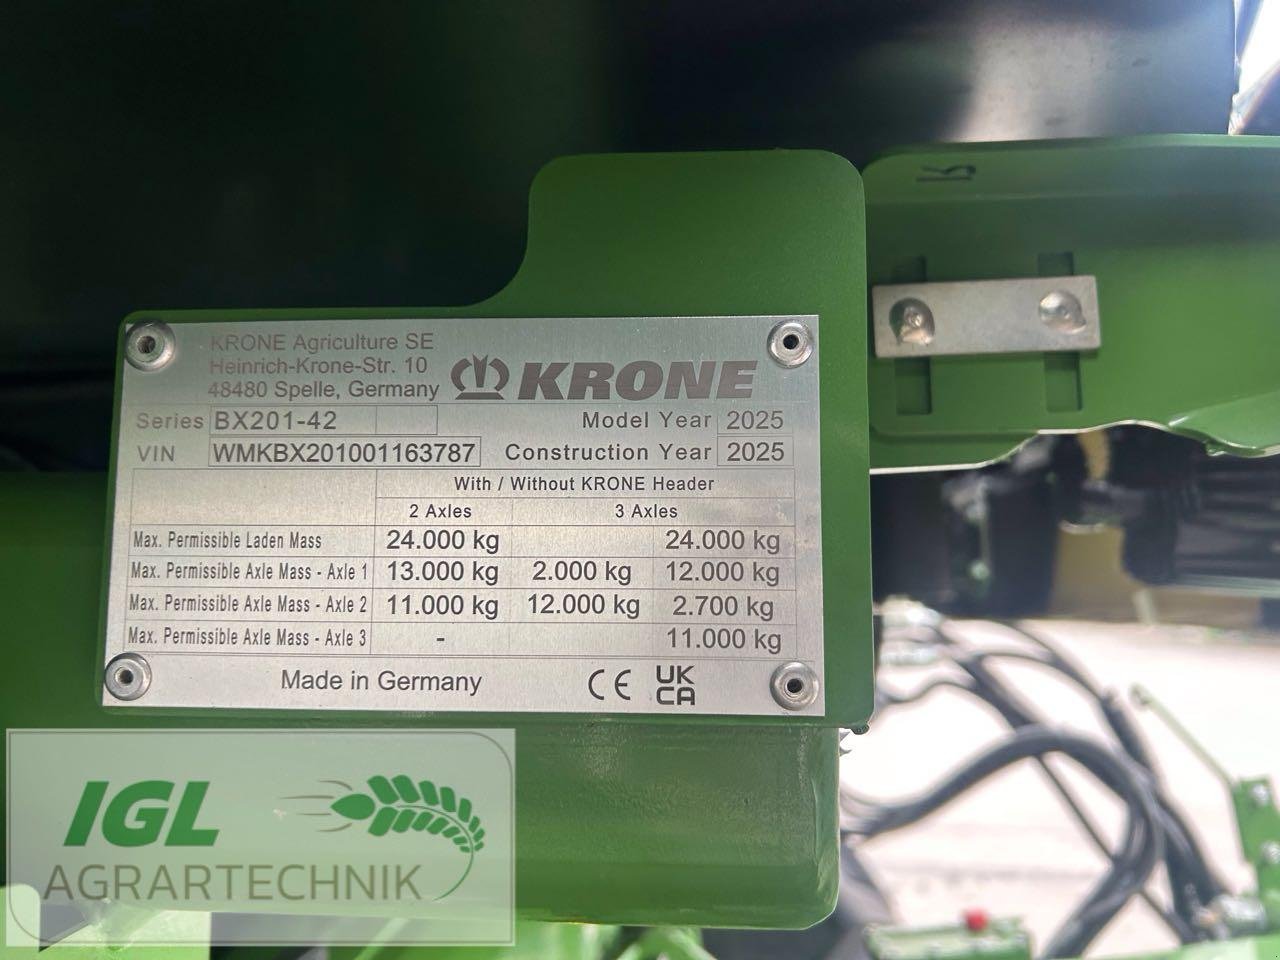 KRONE Agriculture SE
Heinrich-Krone-Str. 10
48480 Spelle, Germany
KRONE
Series BX201-42 Model Year 2025
VIN WMKBX201001163787 Construction Year 2025
With / Without KRONE Header
2 Axles 3 Axles
Max. Permissible Laden Mass 24.000 kg 24.000 kg
Max. Permissible Axle Mass - Axle 1 13.000 kg 2.000 kg 12.000 kg
Max. Permissible Axle Mass - Axle 2 11.000 kg 12.000 kg 2.700 kg
Max. Permissible Axle Mass - Axle 3 - 11.000 kg
Made in Germany CE UK
CA
IGL
AGRARTECHNIK